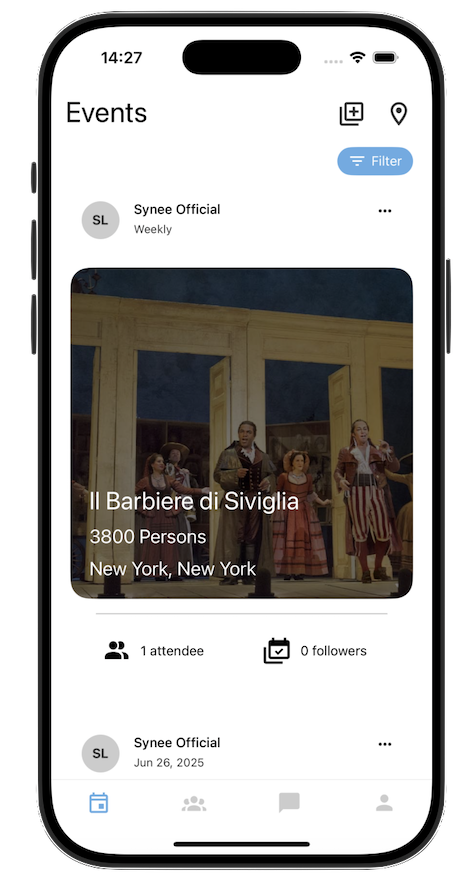 14:27
Events
Filter
SL
Synee Official
Weekly
Il Barbiere di Siviglia
3800 Persons
New York, New York
1 attendee
0 followers
SL
Synee Official
Jun 26, 2025